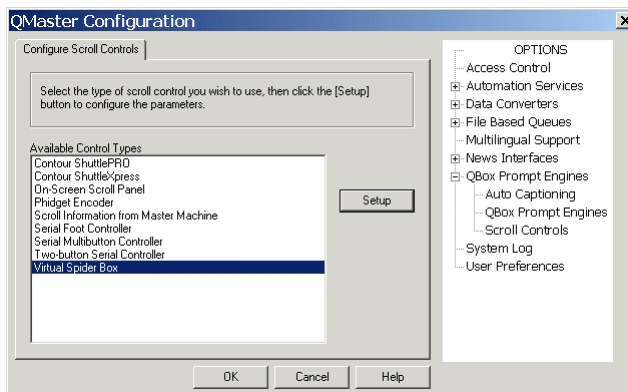 QMaster Configuration
Configure Scroll Controls
Select the type of scroll control you wish to use, then click the [Setup]
button to configure the parameters.
Available Control Types
Contour ShuttlePRO
Contour ShuttleXpress
On-Screen Scroll Panel
Phidget Encoder
Scroll Information from Master Machine
Serial Foot Controller
Serial Multibutton Controller
Two-button Serial Controller
Virtual Spider Box
Setup
OK
Cancel
Help
OPTIONS
Access Control
Automation Services
Data Converters
File Based Queues
Multilingual Support
News Interfaces
QBox Prompt Engines
Auto Captioning
QBox Prompt Engines
Scroll Controls
System Log
User Preferences